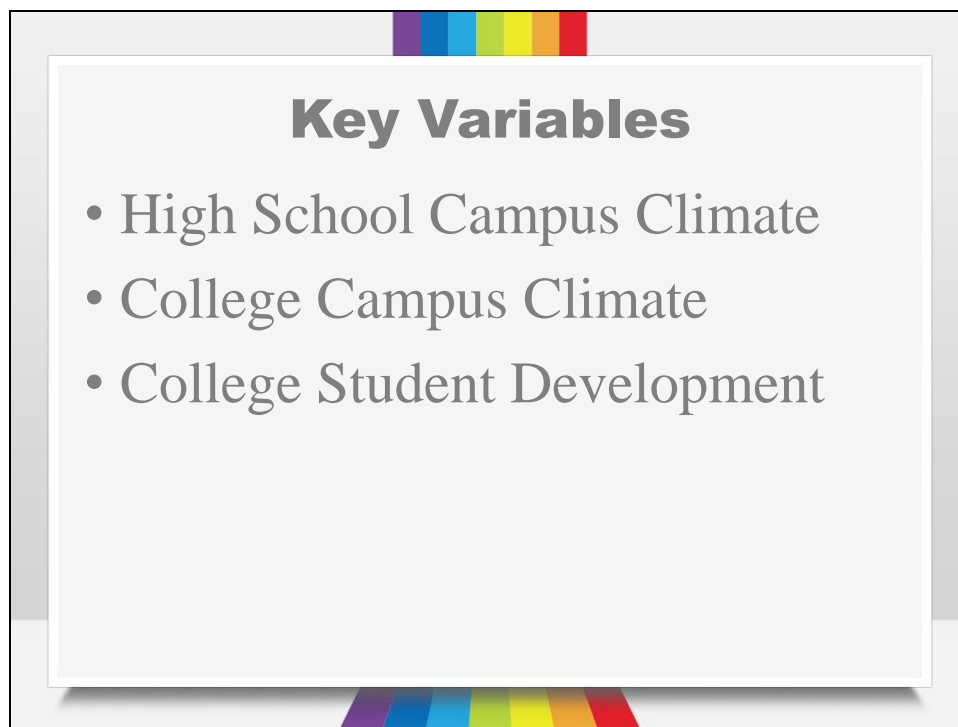 Key Variables
• High School Campus Climate
• College Campus Climate
• College Student Development